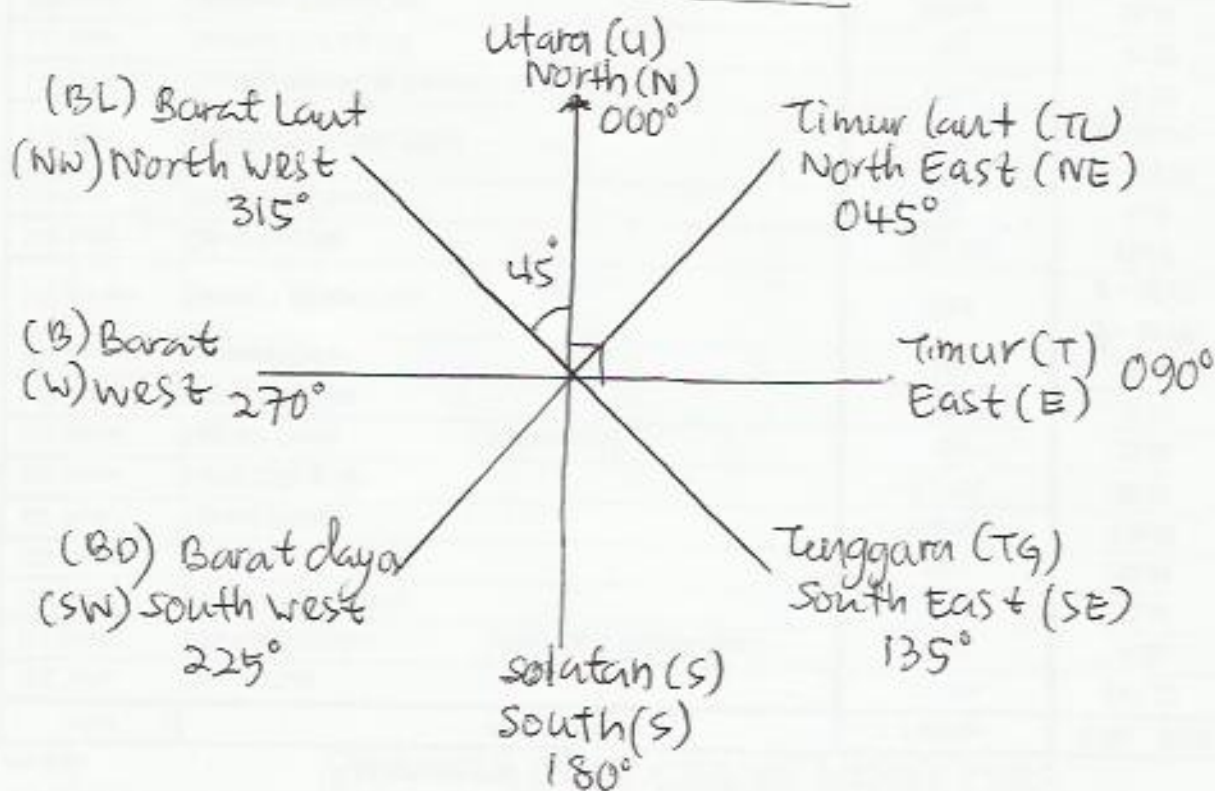 Utara (U)
North (N)
000°
(BL) Barat Laut
(NW) North west
315°
Timur laut (TL)
North East (NE)
045°
45°
(B) Barat
(W) west 270°
Timur (T)
East (E) 090°
(BD) Barat daya
(SW) South west
225°
Tenggara (TG)
South East (SE)
135°
Selatan (S)
South (S)
180°